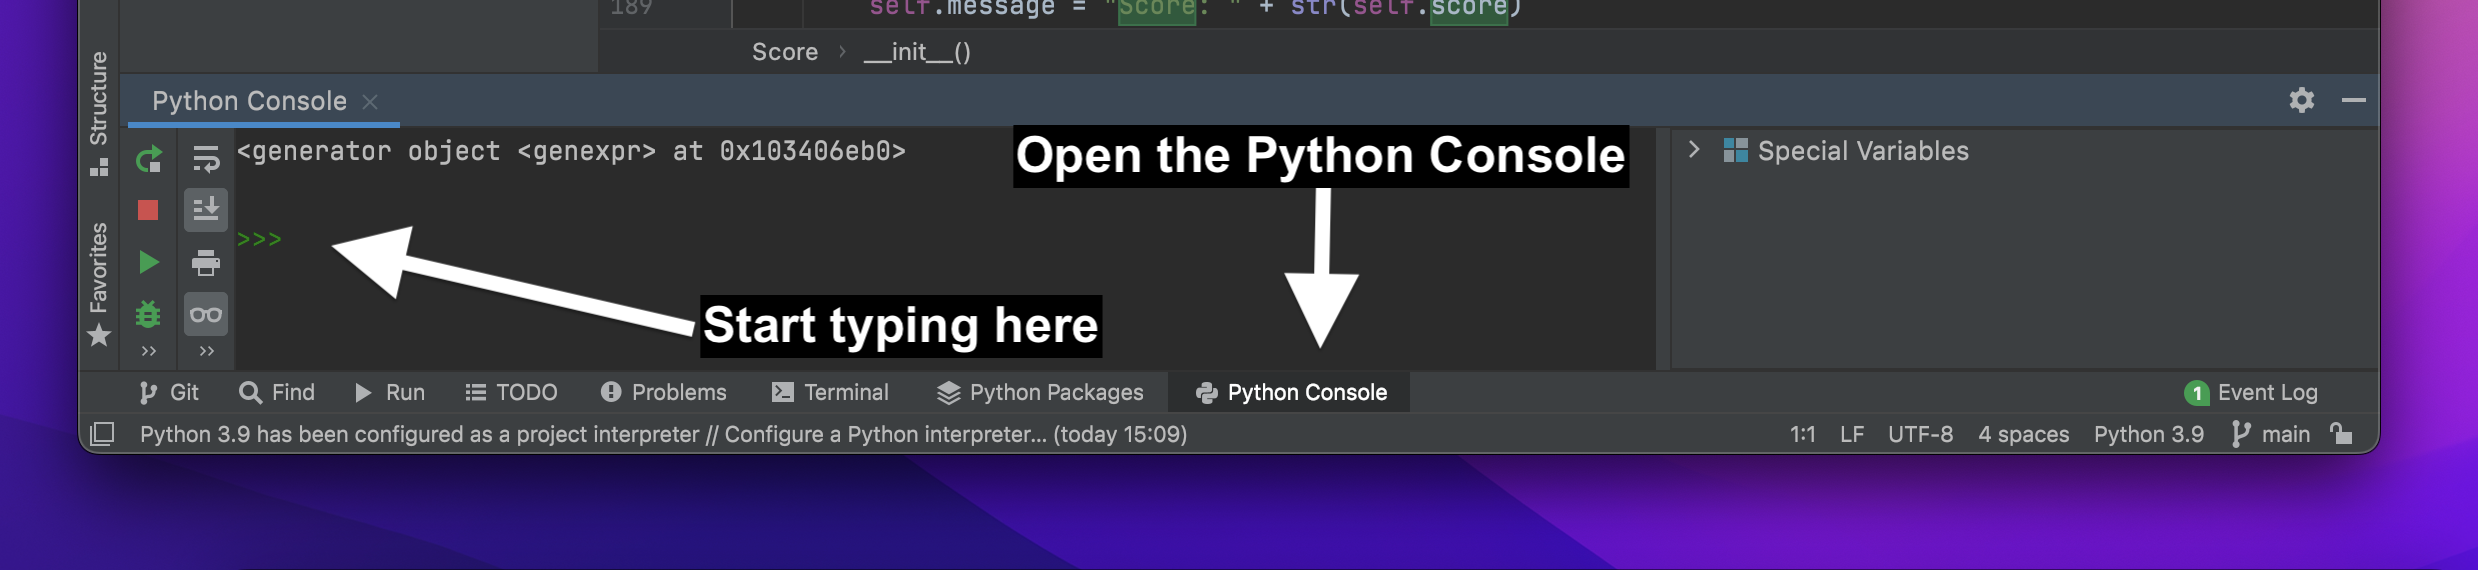 189 self.message = "Score: " + str(self.score)
Score › __init__()
Structure
Favorites
Python Console ×
<generator object <genexpr> at 0x103406eb0>
>>>
Open the Python Console
Start typing here
Special Variables
Git Find Run TODO Problems Terminal Python Packages Python Console 1 Event Log
Python 3.9 has been configured as a project interpreter // Configure a Python interpreter... (today 15:09) 1:1 LF UTF-8 4 spaces Python 3.9 main